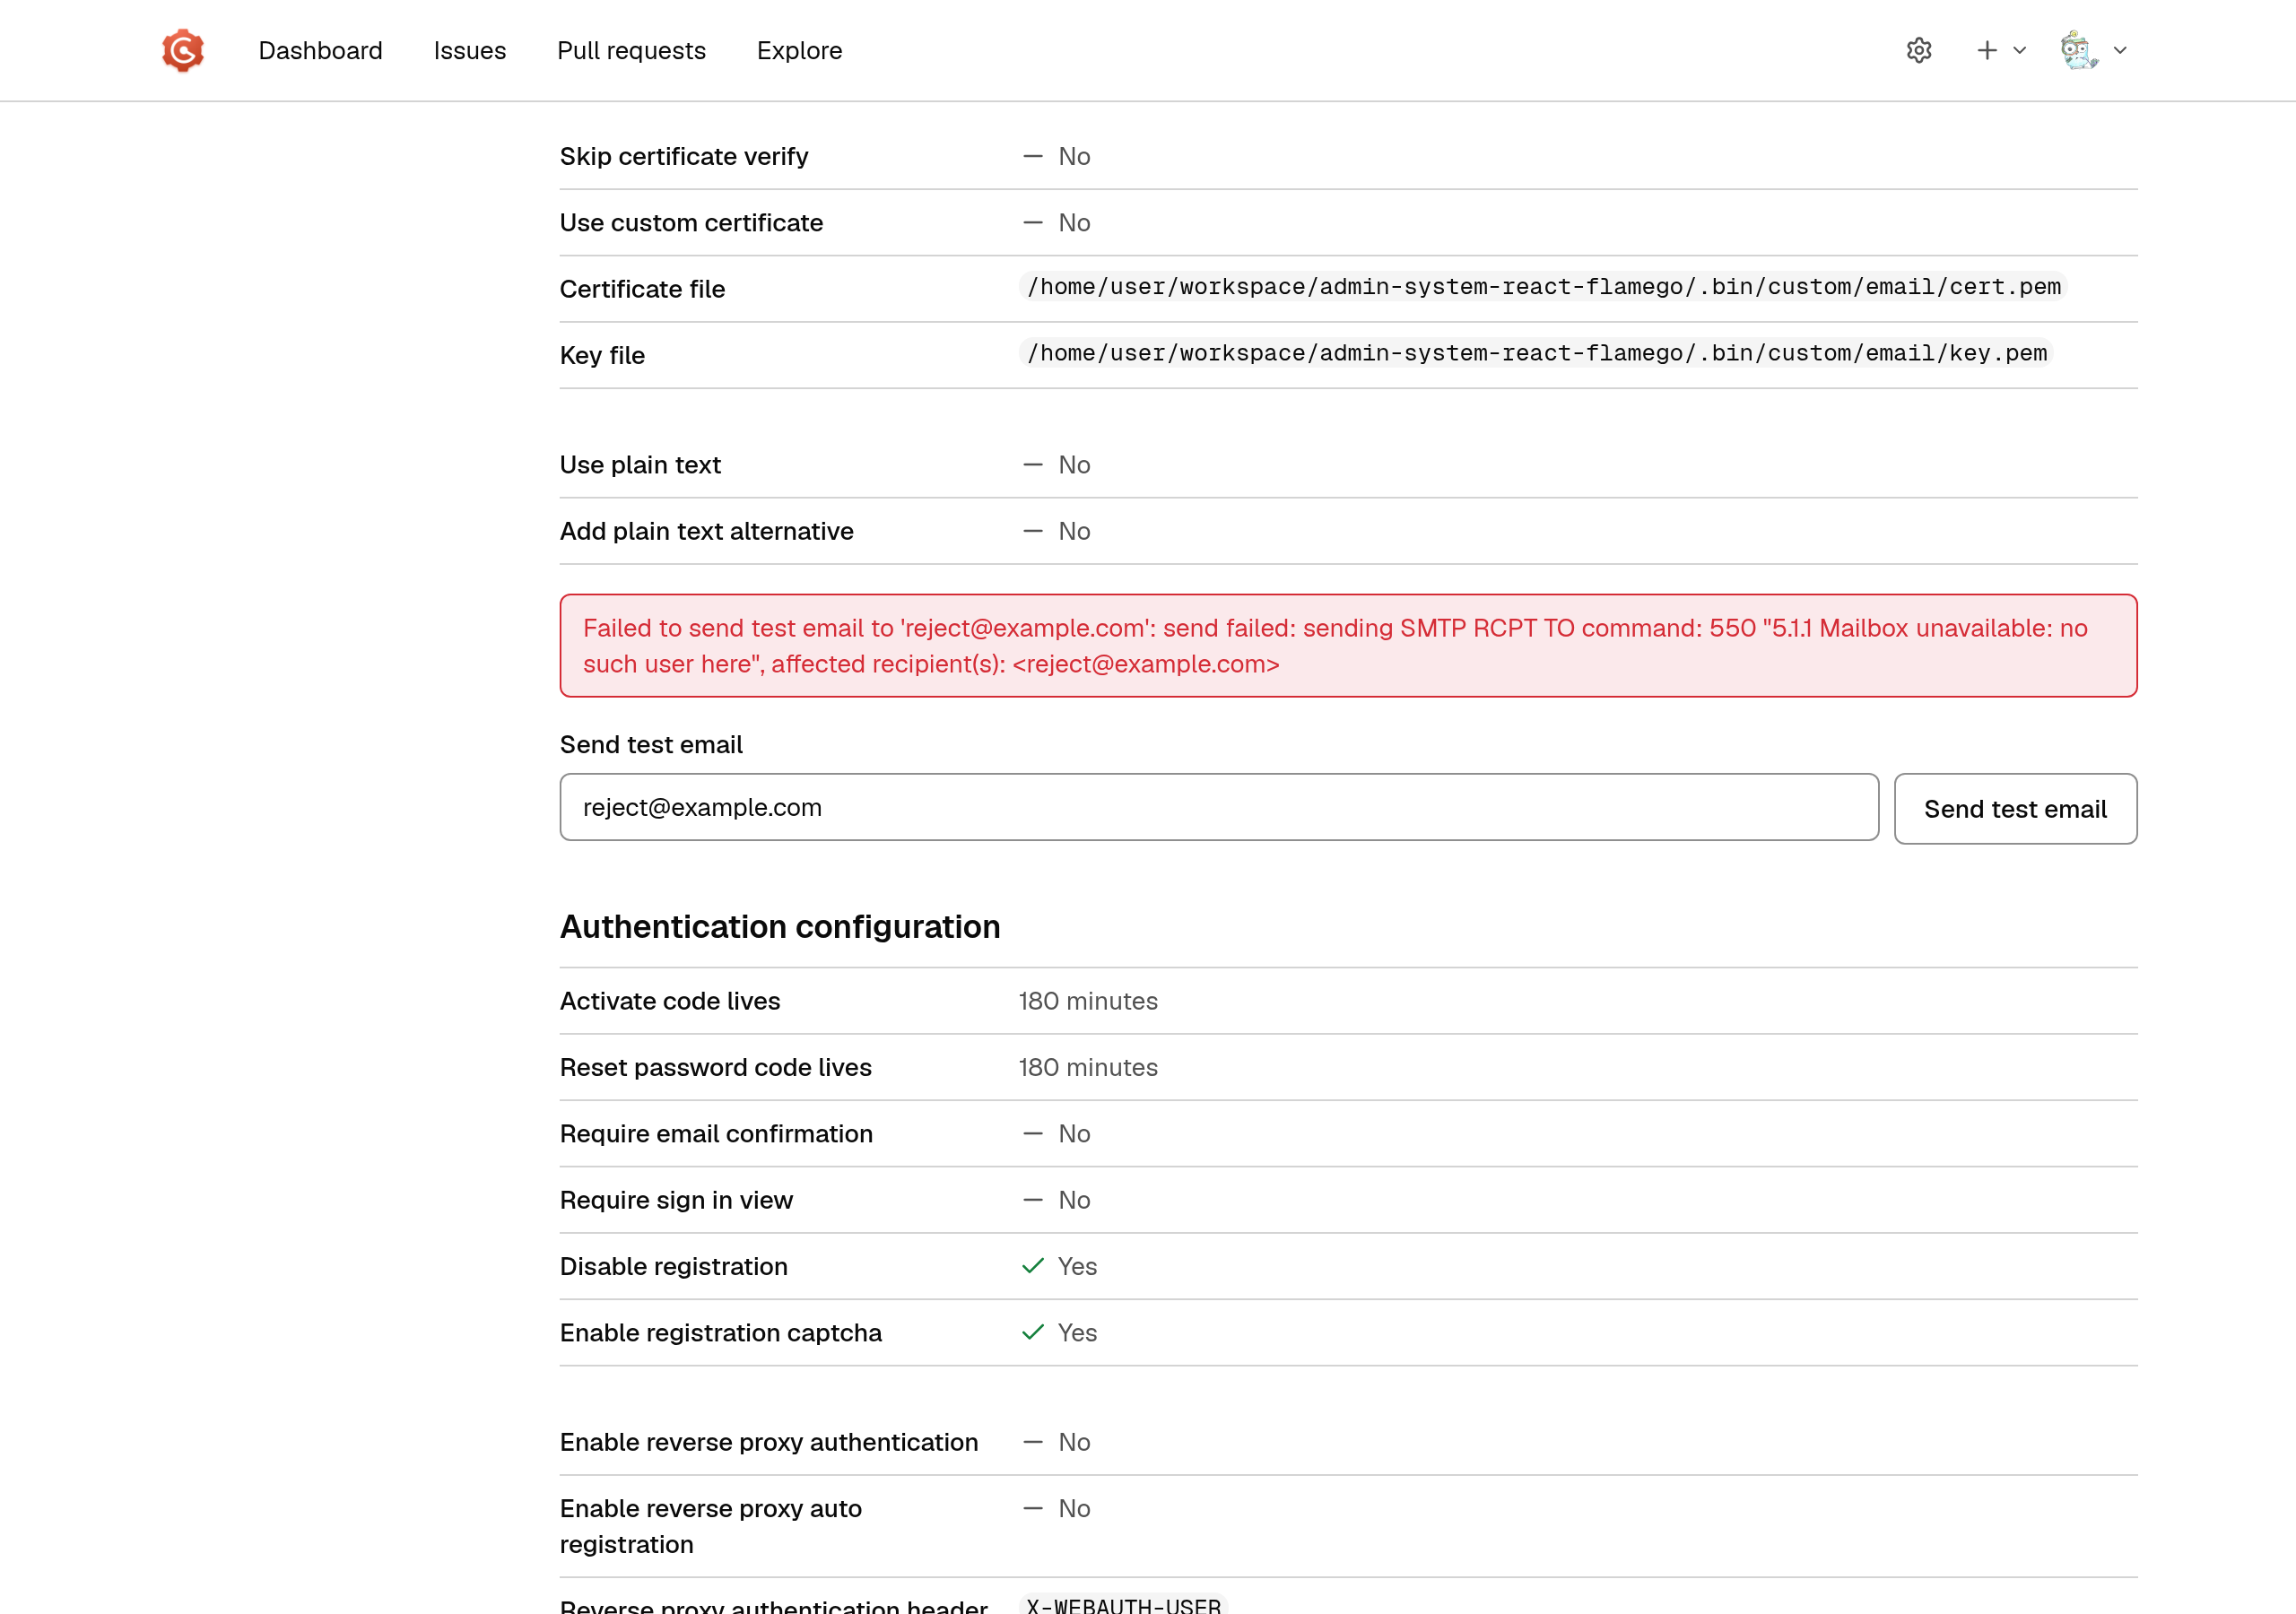 Dashboard Issues Pull requests Explore
Skip certificate verify — No
Use custom certificate — No
Certificate file /home/user/workspace/admin-system-react-flamego/.bin/custom/email/cert.pem
Key file /home/user/workspace/admin-system-react-flamego/.bin/custom/email/key.pem
Use plain text — No
Add plain text alternative — No
Failed to send test email to 'reject@example.com': send failed: sending SMTP RCPT TO command: 550 "5.1.1 Mailbox unavailable: no
such user here", affected recipient(s): <reject@example.com>
Send test email
reject@example.com Send test email
Authentication configuration
Activate code lives 180 minutes
Reset password code lives 180 minutes
Require email confirmation — No
Require sign in view — No
Disable registration Yes
Enable registration captcha Yes
Enable reverse proxy authentication — No
Enable reverse proxy auto — No
registration
Reverse proxy authentication header X-WEBAUTH-USER